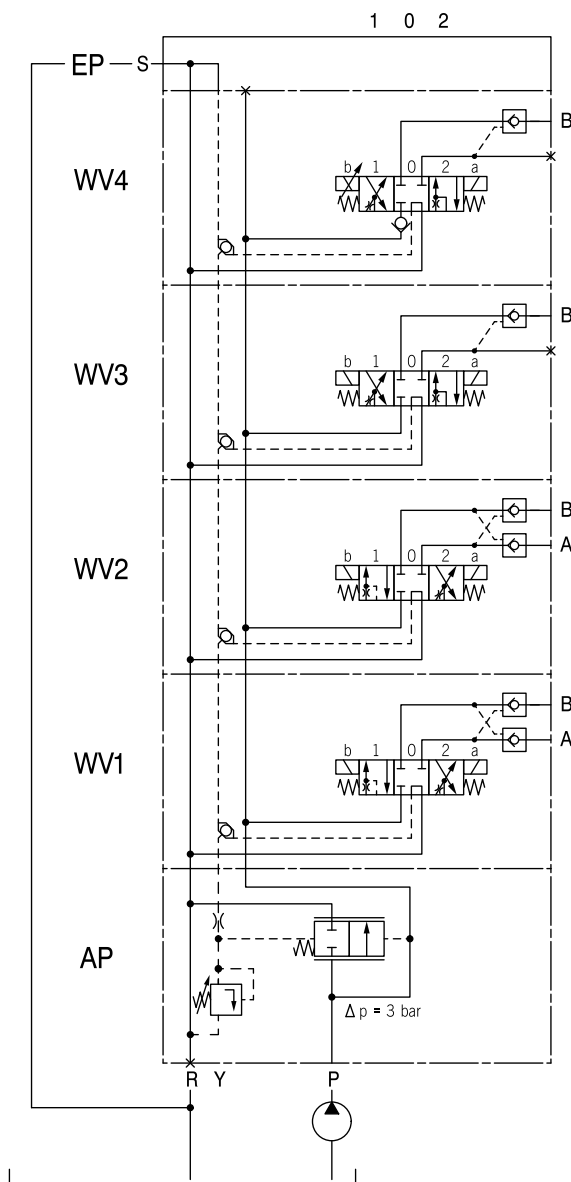 1 0 2
EP S
B
WV4
b 1 0 2 a
B
WV3
b 1 0 2 a
B
A
WV2
b 1 0 2 a
B
A
WV1
b 1 0 2 a
AP
Δ p = 3 bar
R Y P